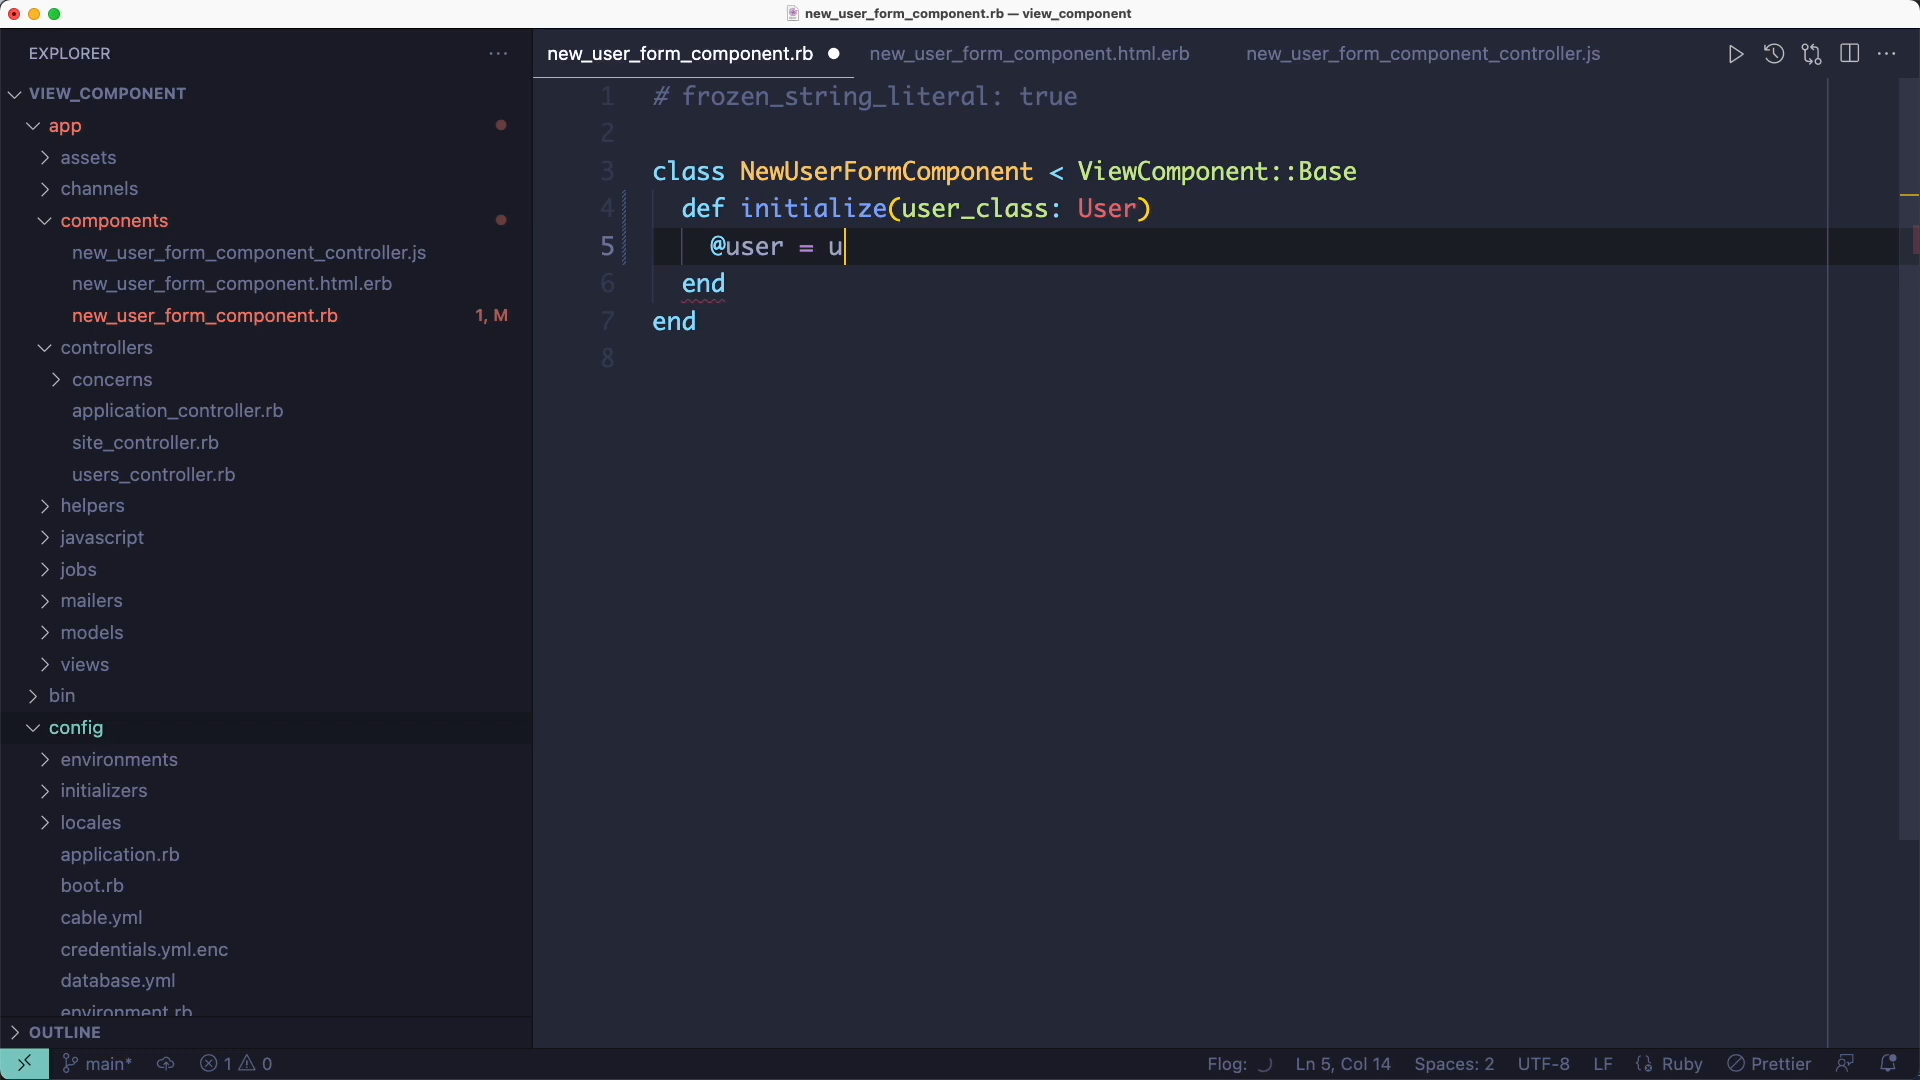 new_user_form_component.rb — view_component
EXPLORER
new_user_form_component.rb
new_user_form_component.html.erb
new_user_form_component_controller.js
VIEW_COMPONENT
app
assets
channels
components
new_user_form_component_controller.js
new_user_form_component.html.erb
new_user_form_component.rb 1, M
controllers
concerns
application_controller.rb
site_controller.rb
users_controller.rb
helpers
javascript
jobs
mailers
models
views
bin
config
environments
initializers
locales
application.rb
boot.rb
cable.yml
credentials.yml.enc
database.yml
environment.rb
OUTLINE
1 # frozen_string_literal: true
2
3 class NewUserFormComponent < ViewComponent::Base
4 def initialize(user_class: User)
5 @user = u
6 end
7 end
8
main* 1 0
Flog: Ln 5, Col 14 Spaces: 2 UTF-8 LF Ruby Prettier